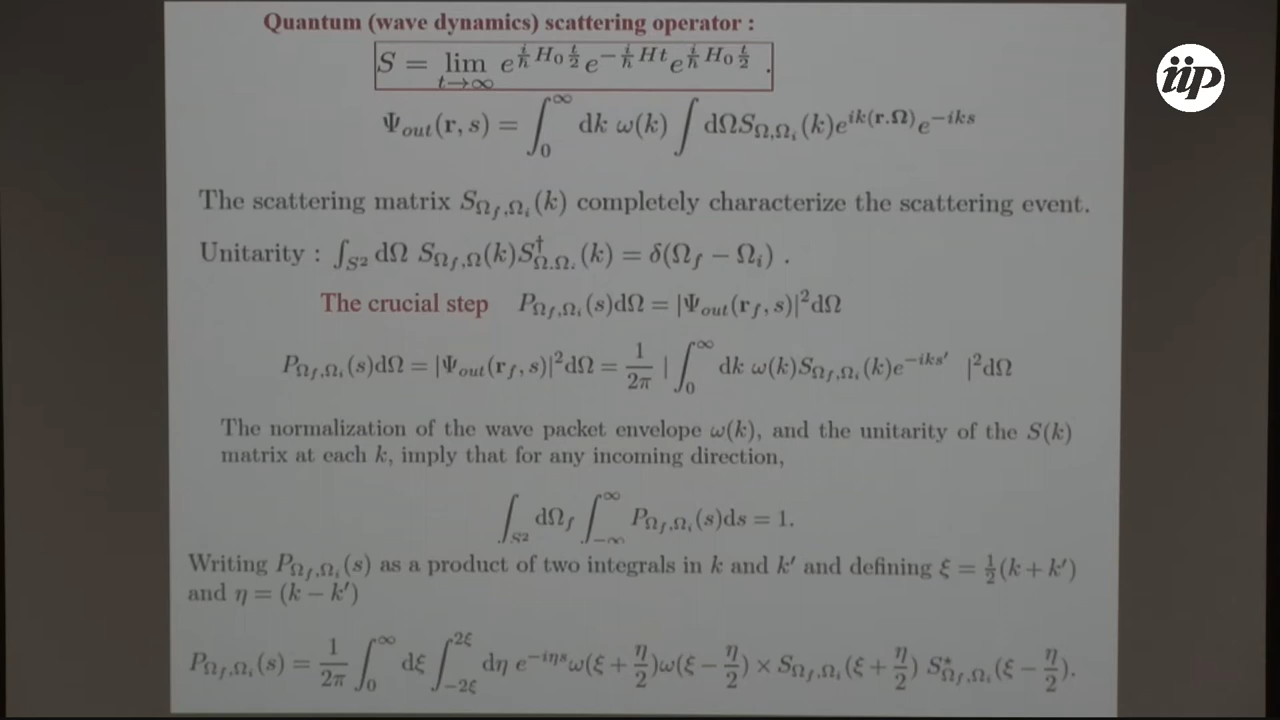 Quantum (wave dynamics) scattering operator :
S = lim_{t→∞} e^{\frac{i}{ħ} H_0 \frac{t}{2}} e^{-\frac{i}{ħ} Ht} e^{\frac{i}{ħ} H_0 \frac{t}{2}} .
iip
Ψ_{out}(r, s) = ∫_0^∞ dk ω(k) ∫ dΩ S_{Ω,Ω_i}(k) e^{ik(r.Ω)} e^{-iks}
The scattering matrix S_{Ω_f,Ω_i}(k) completely characterize the scattering event.
Unitarity : ∫_{S^2} dΩ S_{Ω_f,Ω}(k) S^†_{Ω,Ω_i}(k) = δ(Ω_f − Ω_i) .
The crucial step P_{Ω_f,Ω_i}(s)dΩ = |Ψ_{out}(r_f, s)|^2 dΩ
P_{Ω_f,Ω_i}(s)dΩ = |Ψ_{out}(r_f, s)|^2 dΩ = \frac{1}{2π} | ∫_0^∞ dk ω(k) S_{Ω_f,Ω_i}(k) e^{-iks'} |^2 dΩ
The normalization of the wave packet envelope ω(k), and the unitarity of the S(k)
matrix at each k, imply that for any incoming direction,
∫_{S^2} dΩ_f ∫_{-∞}^∞ P_{Ω_f,Ω_i}(s)ds = 1.
Writing P_{Ω_f,Ω_i}(s) as a product of two integrals in k and k' and defining ξ = \frac{1}{2}(k + k')
and η = (k − k')
P_{Ω_f,Ω_i}(s) = \frac{1}{2π} ∫_0^∞ dξ ∫_{-2ξ}^{2ξ} dη e^{-iηs} ω(ξ + \frac{η}{2}) ω(ξ − \frac{η}{2}) × S_{Ω_f,Ω_i}(ξ + \frac{η}{2}) S^*_{Ω_f,Ω_i}(ξ − \frac{η}{2}).